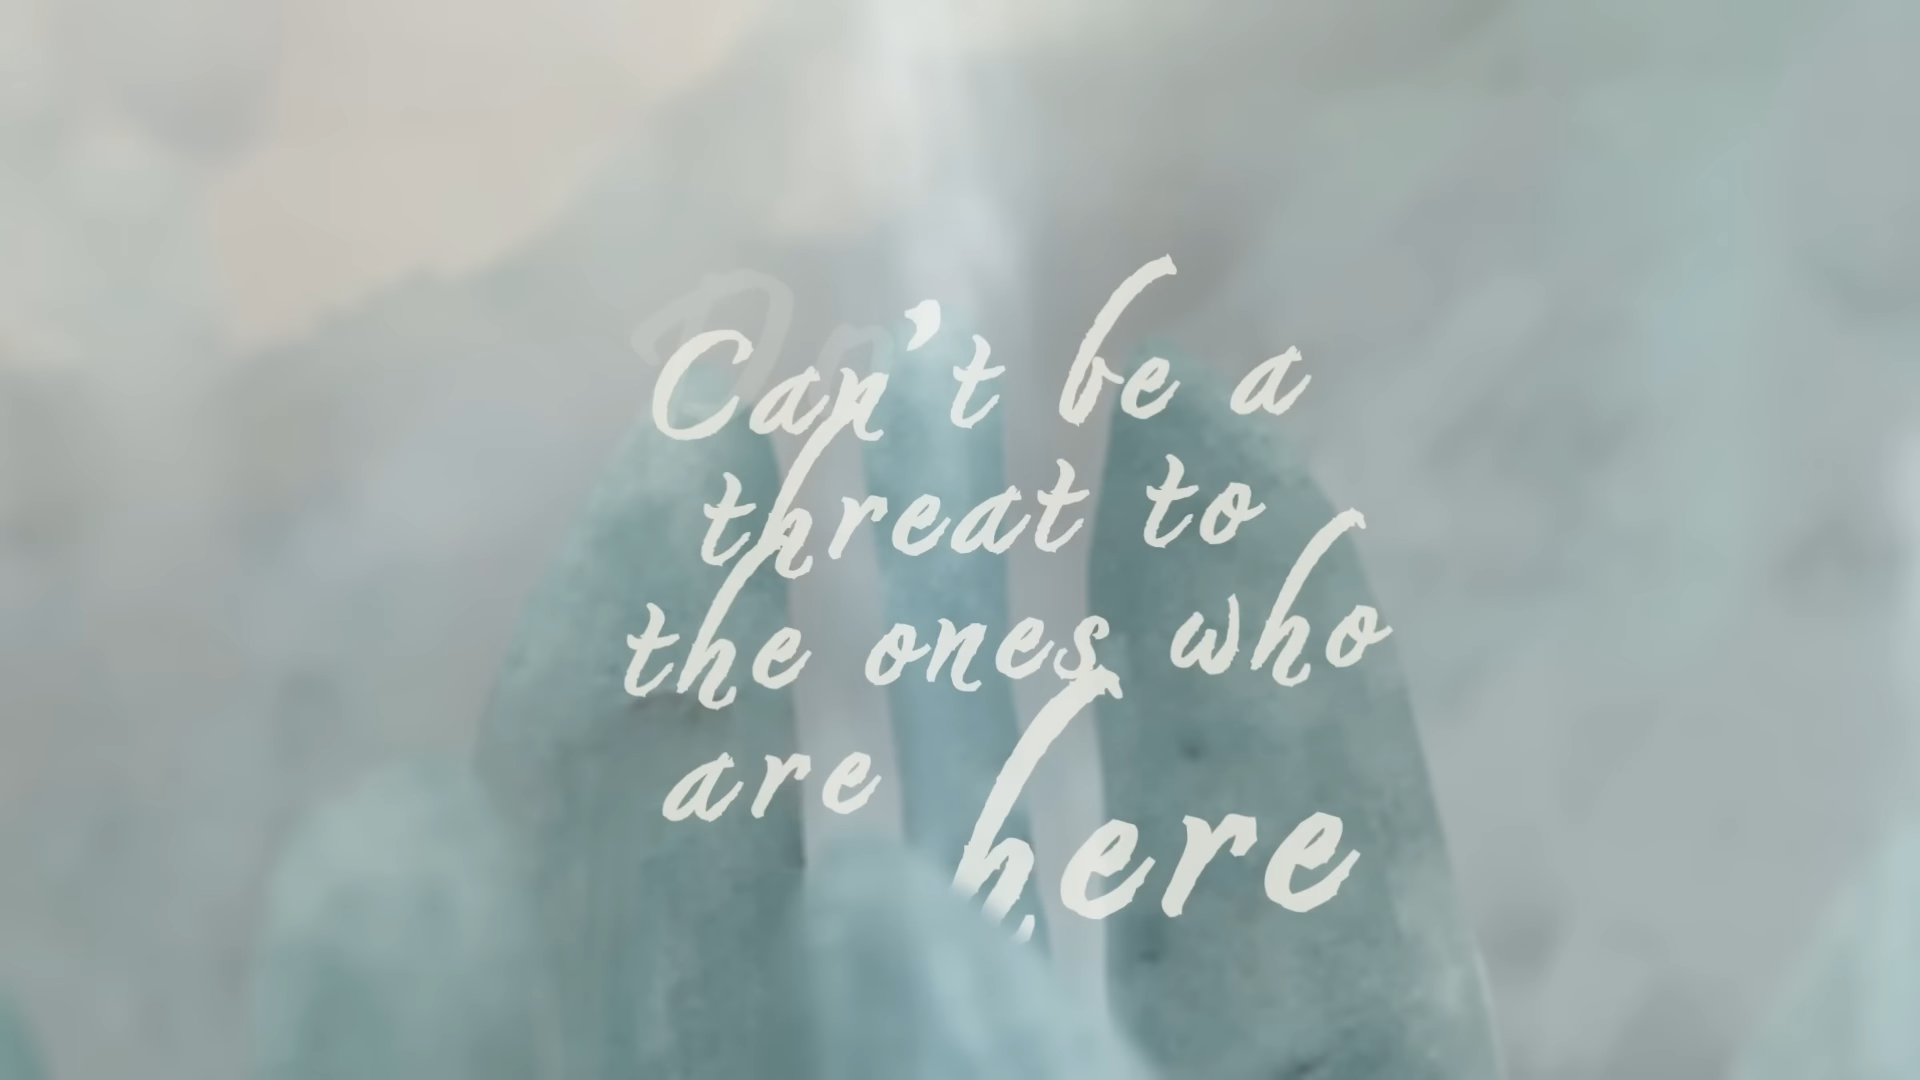 Can't be a
threat to
the ones who
are here